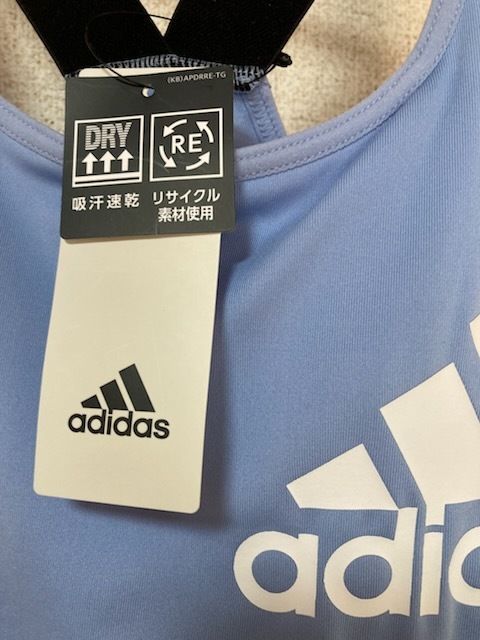 (KB)APDRRE-TG
DRY
RE
吸汗速乾
リサイクル
素材使用
adidas
adid